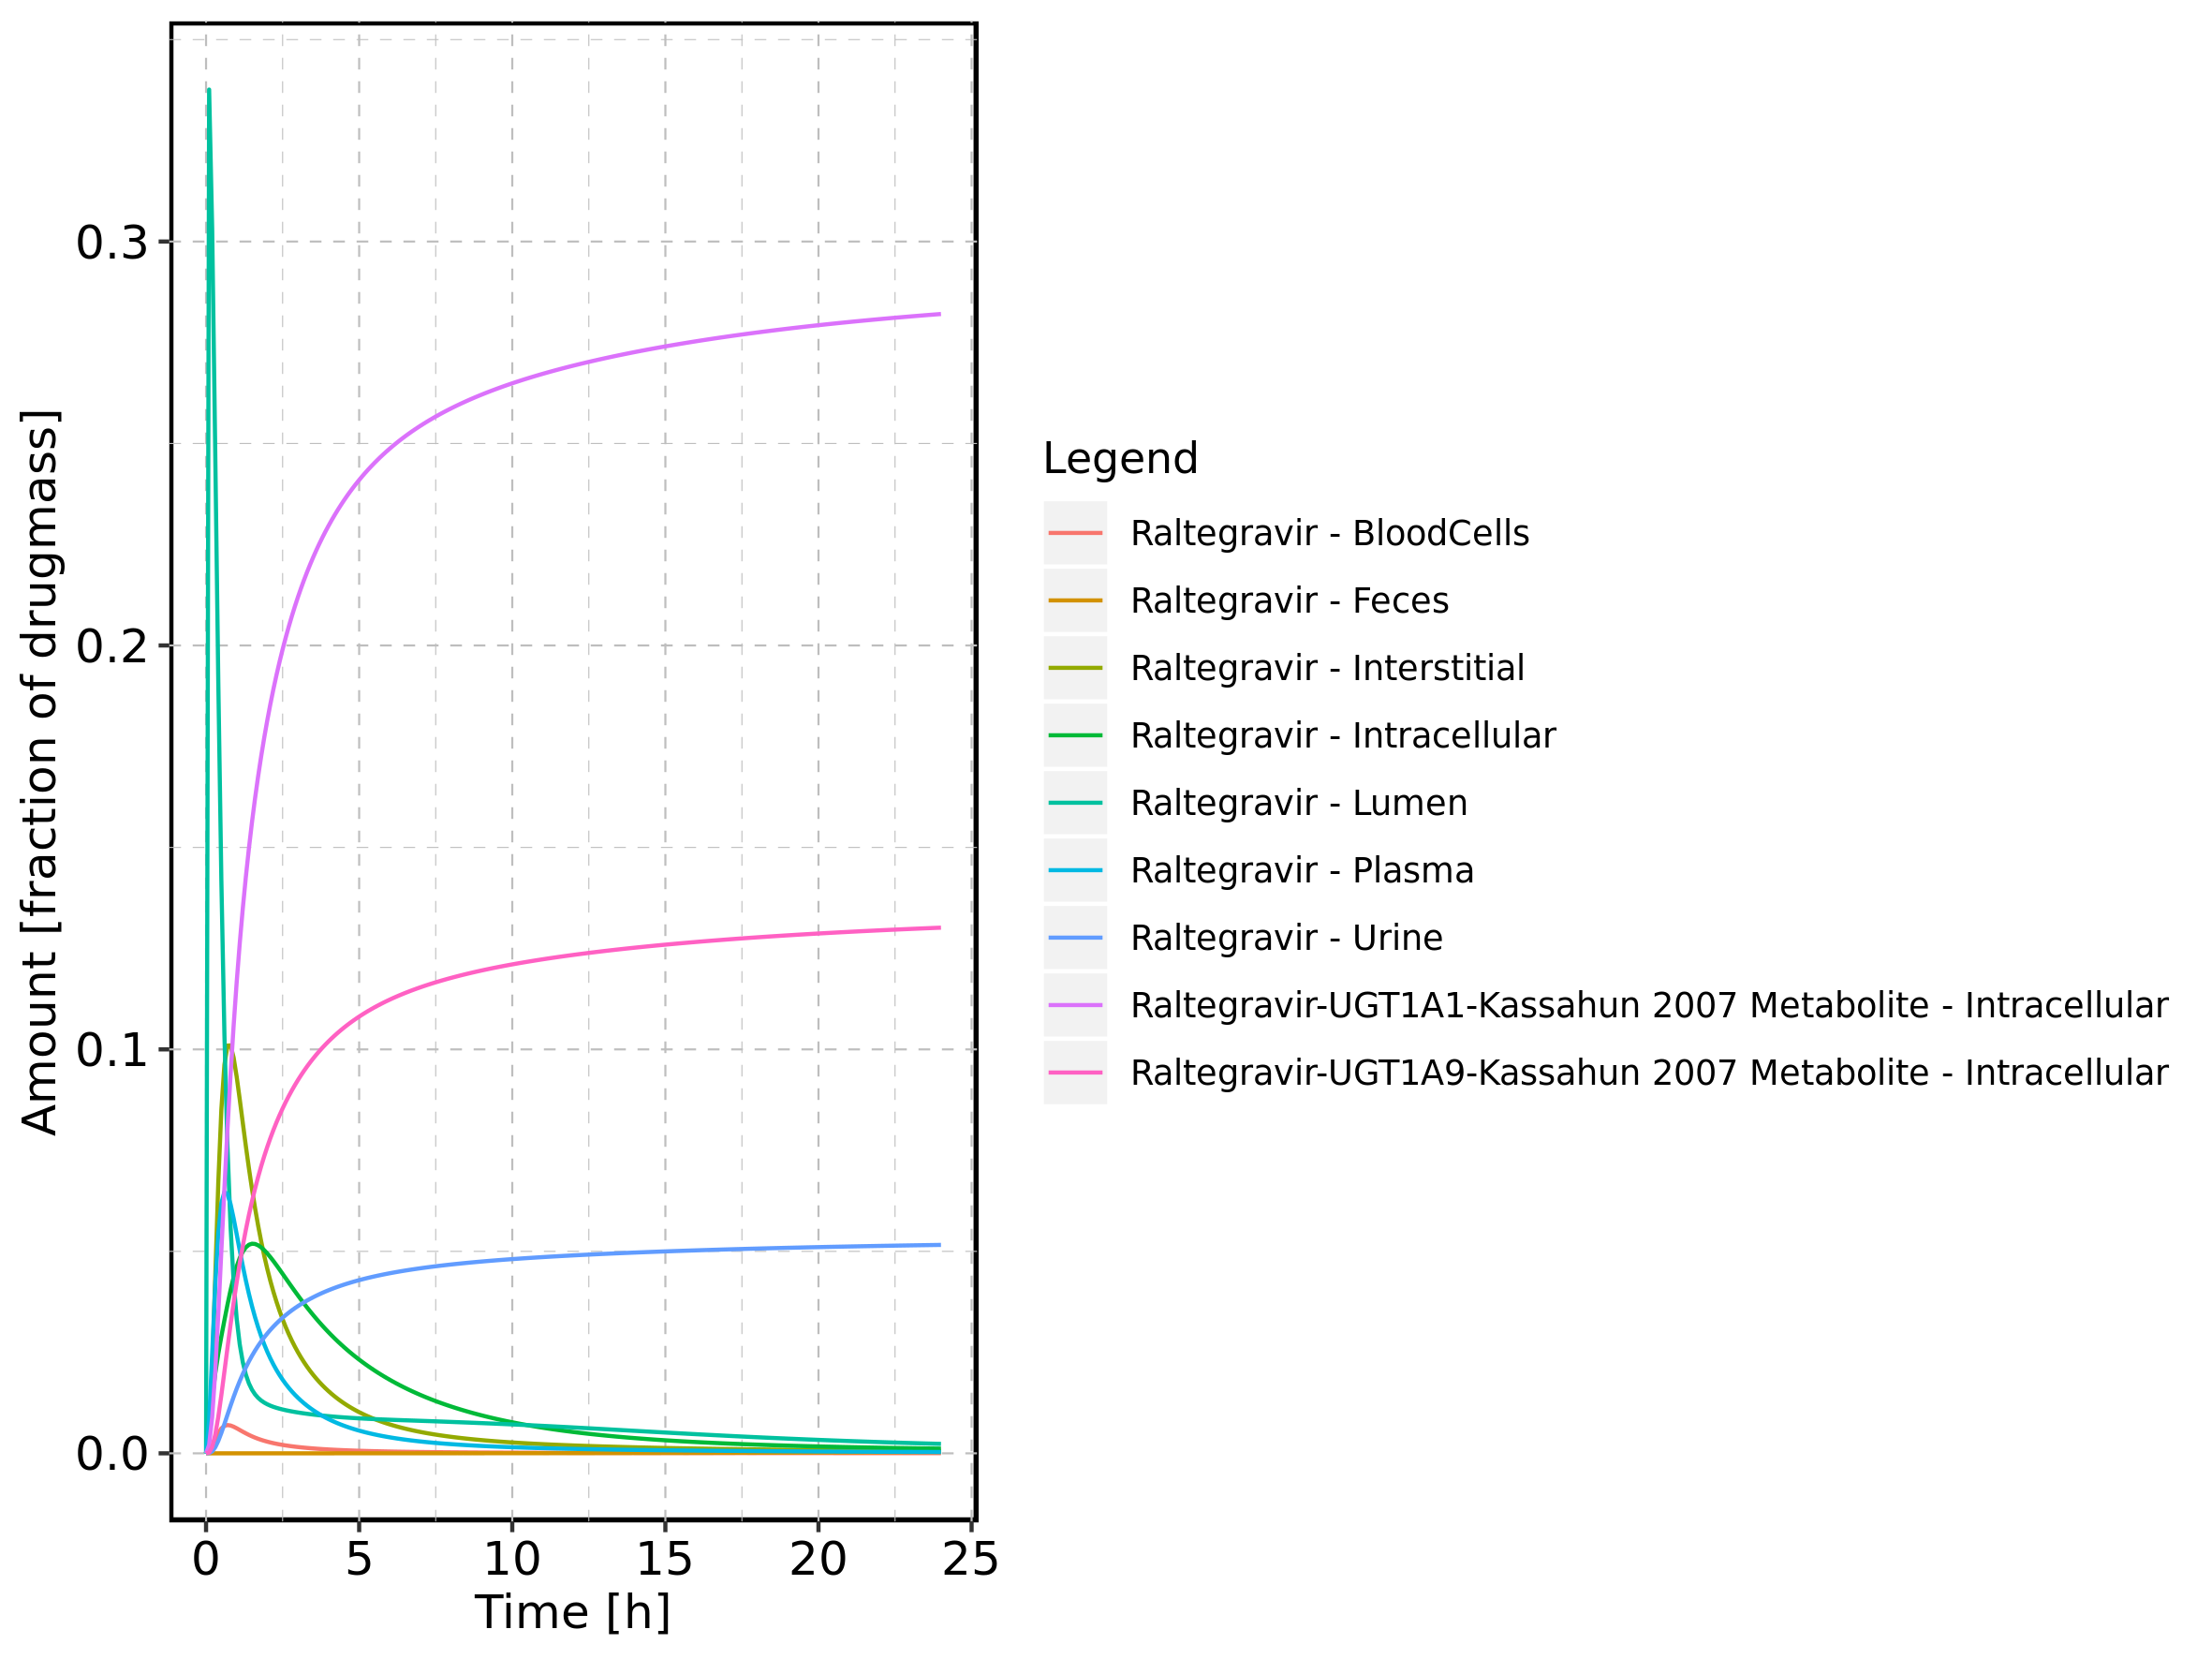 Amount [fraction of drugmass]
0.3
0.2
0.1
0.0
0 5 10 15 20 25
Time [h]
Legend
Raltegravir - BloodCells
Raltegravir - Feces
Raltegravir - Interstitial
Raltegravir - Intracellular
Raltegravir - Lumen
Raltegravir - Plasma
Raltegravir - Urine
Raltegravir-UGT1A1-Kassahun 2007 Metabolite - Intracellular
Raltegravir-UGT1A9-Kassahun 2007 Metabolite - Intracellular